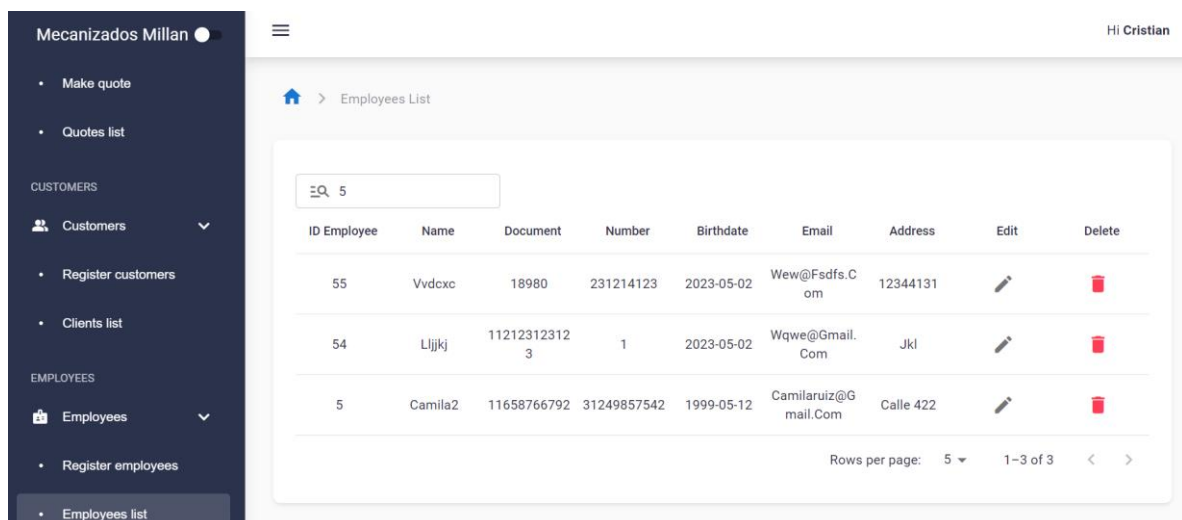 Mecanizados Millan
Hi Cristian
Make quote
Quotes list
CUSTOMERS
Customers
Register customers
Clients list
EMPLOYEES
Employees
Register employees
Employees list
> Employees List
5
ID Employee Name Document Number Birthdate Email Address Edit Delete
55 Vvdcxc 18980 231214123 2023-05-02 Wew@Fsdfs.C
om 12344131
54 Lljjkj 11212312312
3 1 2023-05-02 Wqwe@Gmail.
Com Jkl
5 Camila2 11658766792 31249857542 1999-05-12 Camilaruiz@G
mail.Com Calle 422
Rows per page: 5 1–3 of 3 < >